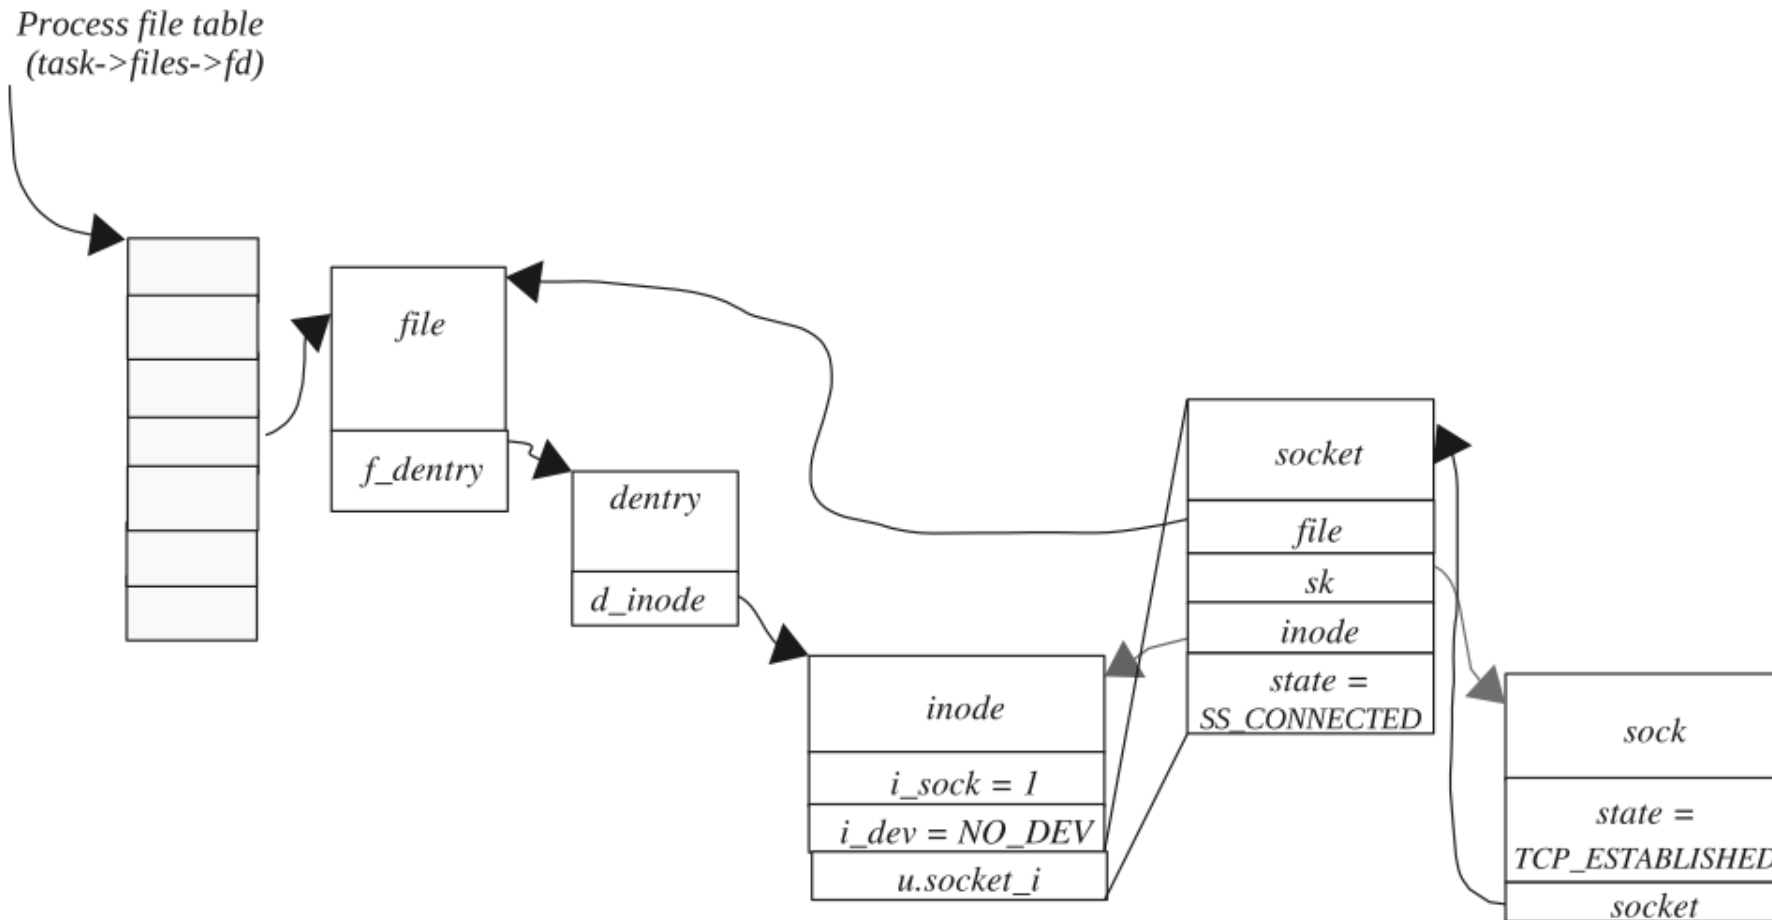 Process file table
(task->files->fd)
file
f_dentry
dentry
d_inode
inode
i_sock = 1
i_dev = NO_DEV
u.socket_i
socket
file
sk
inode
state =
SS_CONNECTED
sock
state =
TCP_ESTABLISHED
socket